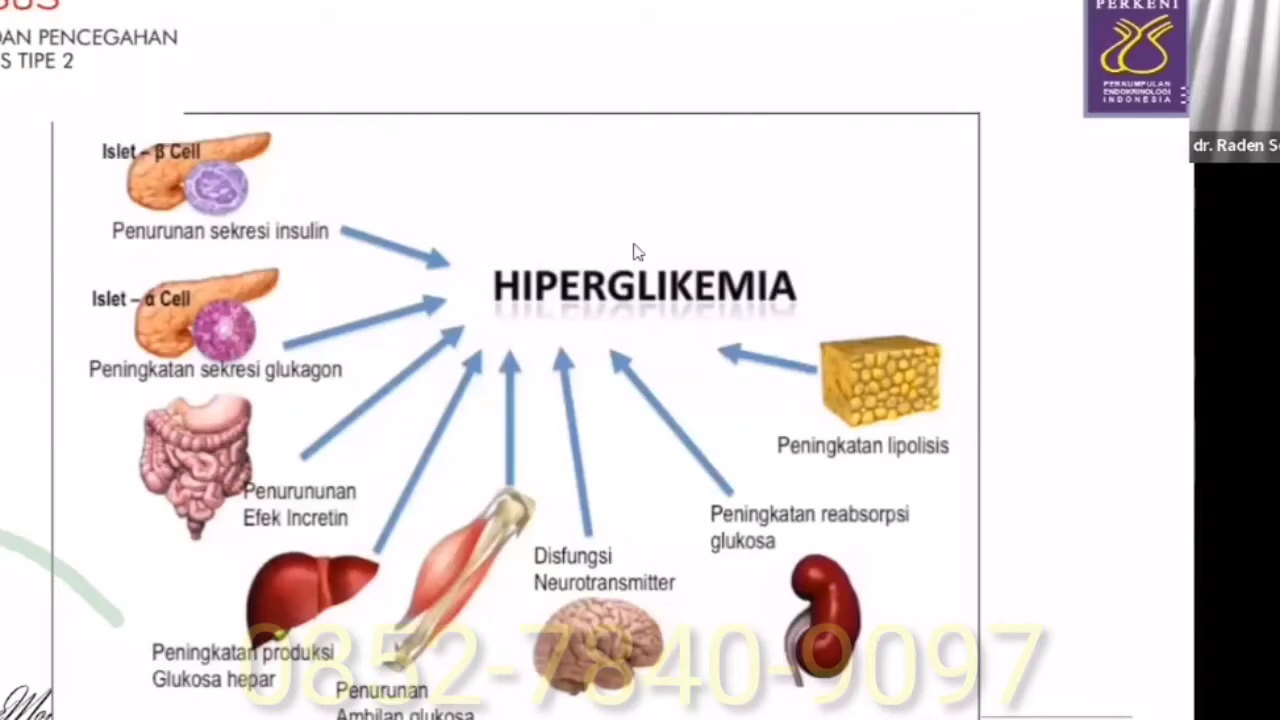 DAN PENCEGAHAN
S TIPE 2
PERKENI
PERKUMPULAN
ENDOKRINOLOGI
INDONESIA
dr. Raden S
Islet – β Cell
Penurunan sekresi insulin
HIPERGLIKEMIA
Islet – α Cell
Peningkatan sekresi glukagon
Peningkatan lipolisis
Penurununan
Efek Incretin
Peningkatan reabsorpsi
glukosa
Disfungsi
Neurotransmitter
Peningkatan produksi
Glukosa hepar
Penurunan
Ambilan glukosa
0852-7840-9097